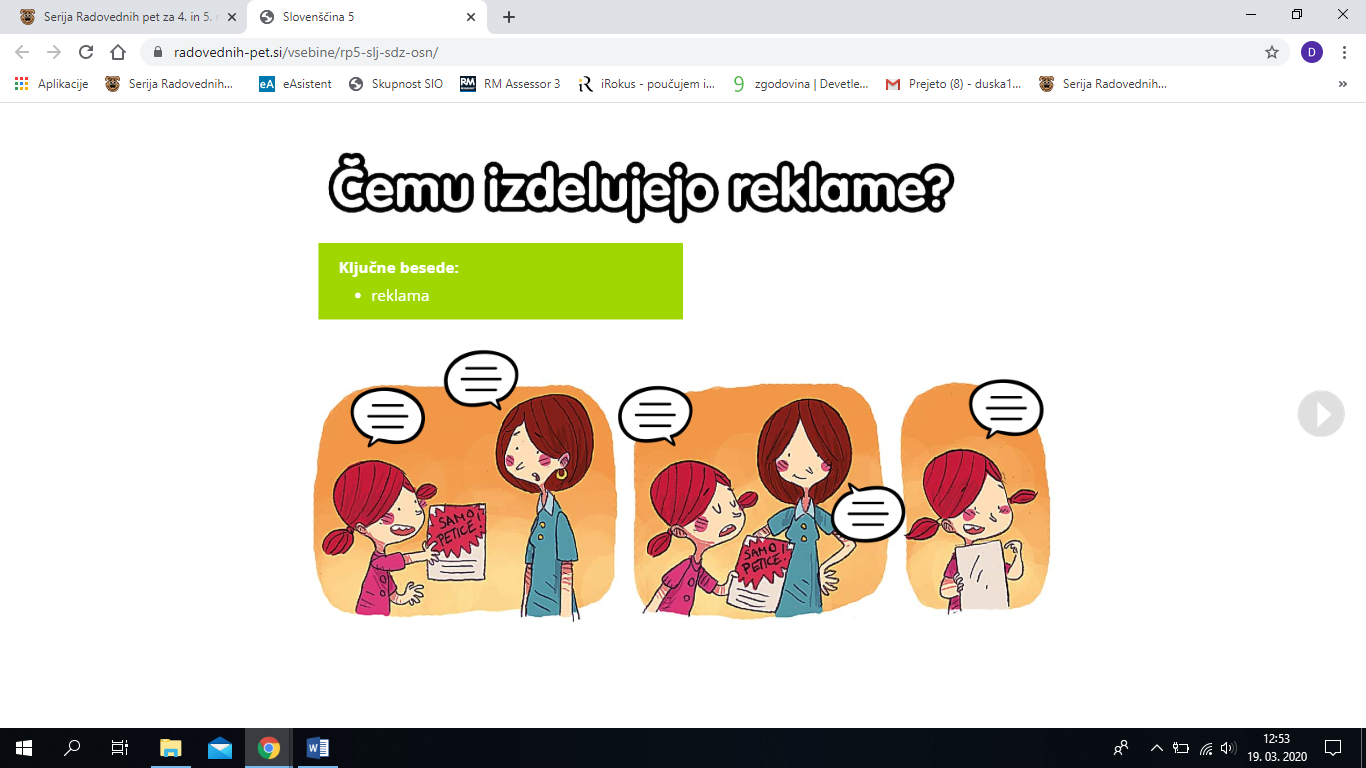 Serija Radovednih pet za 4. in 5. r
Slovenščina 5
radovednih-pet.si/vsebine/rp5-slj-sdz-osn/
D
Aplikacije
Serija Radovednih...
eA
eAsistent
Skupnost SIO
RM
RM Assessor 3
iRokus - poučujem i...
zgodovina | Devetle...
Prejeto (8) - duska1...
Serija Radovednih...
»
Čemu izdelujejo reklame?
Ključne besede:
• reklama
SAMO
PETICE!
SAMO
PETICE!
12:53
19. 03. 2020